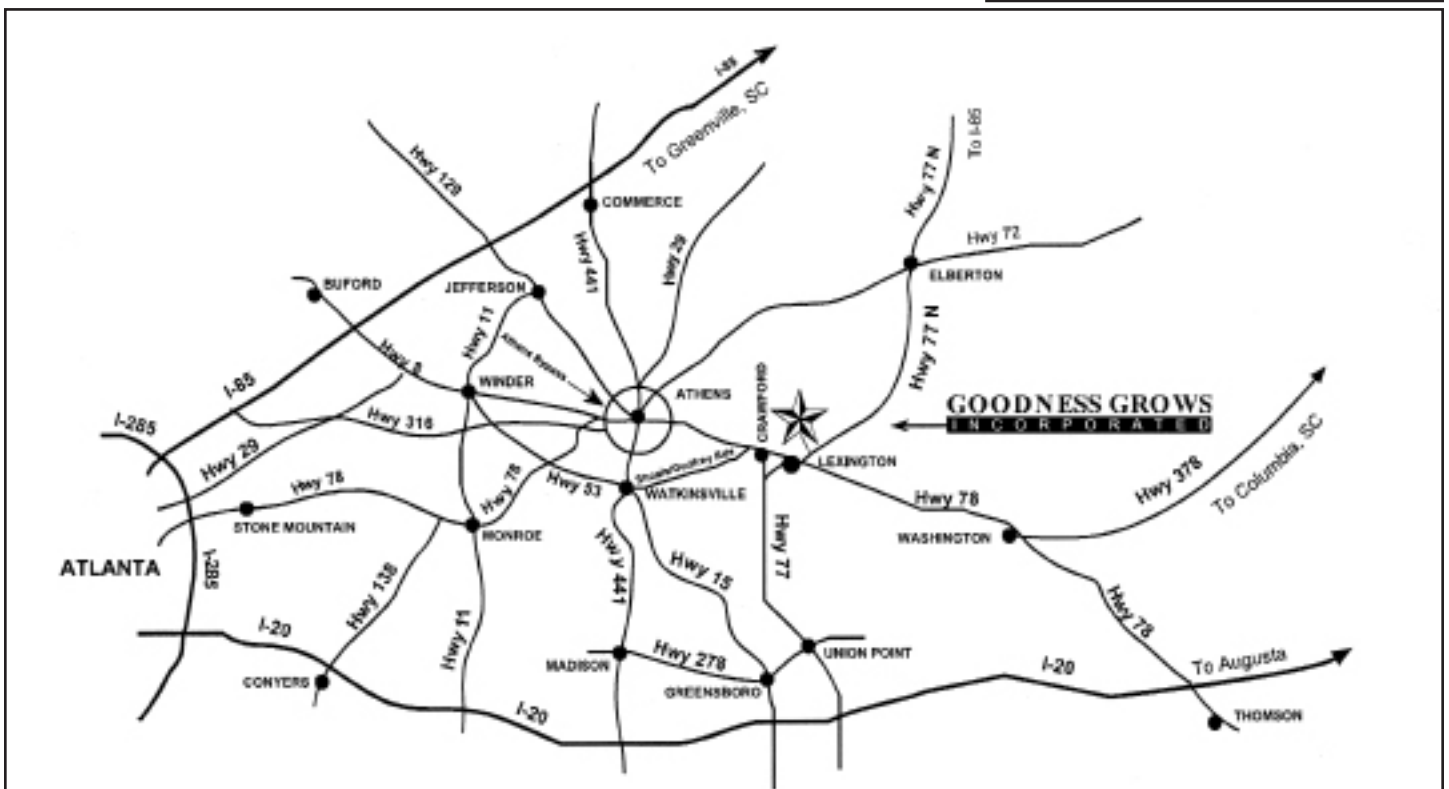 I-85
To Greenville, SC
Hwy 129
COMMERCE
Hwy 77 N
To I-85
Hwy 441
Hwy 29
Hwy 72
ELBERTON
BUFORD
JEFFERSON
Hwy 11
Athens Bypass
Hwy 77 N
Hwy 8
WINDER
ATHENS
CRAWFORD
GOODNESS GROWS
INCORPORATED
I-85
Hwy 316
I-285
Hwy 29
Hwy 78
Hwy 53
LEXINGTON
WATKINSVILLE
Hwy 78
STONE MOUNTAIN
MONROE
Hwy 78
Hwy 378
To Columbia, SC
WASHINGTON
ATLANTA
I-285
Hwy 138
Hwy 441
Hwy 15
Hwy 77
Hwy 78
I-20
Hwy 11
MADISON
Hwy 278
UNION POINT
CONYERS
GREENSBORO
I-20
To Augusta
I-20
THOMSON